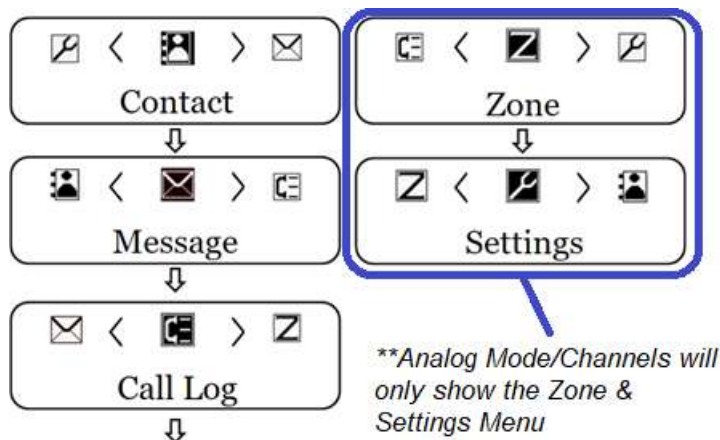 Contact
Message
Call Log
Zone
Settings
**Analog Mode/Channels will
only show the Zone &
Settings Menu